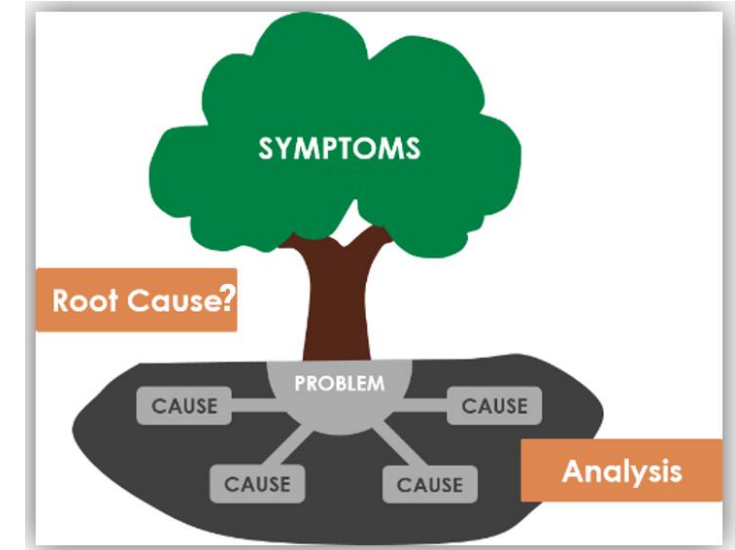 SYMPTOMS
Root Cause?
PROBLEM
CAUSE
CAUSE
CAUSE
CAUSE
Analysis